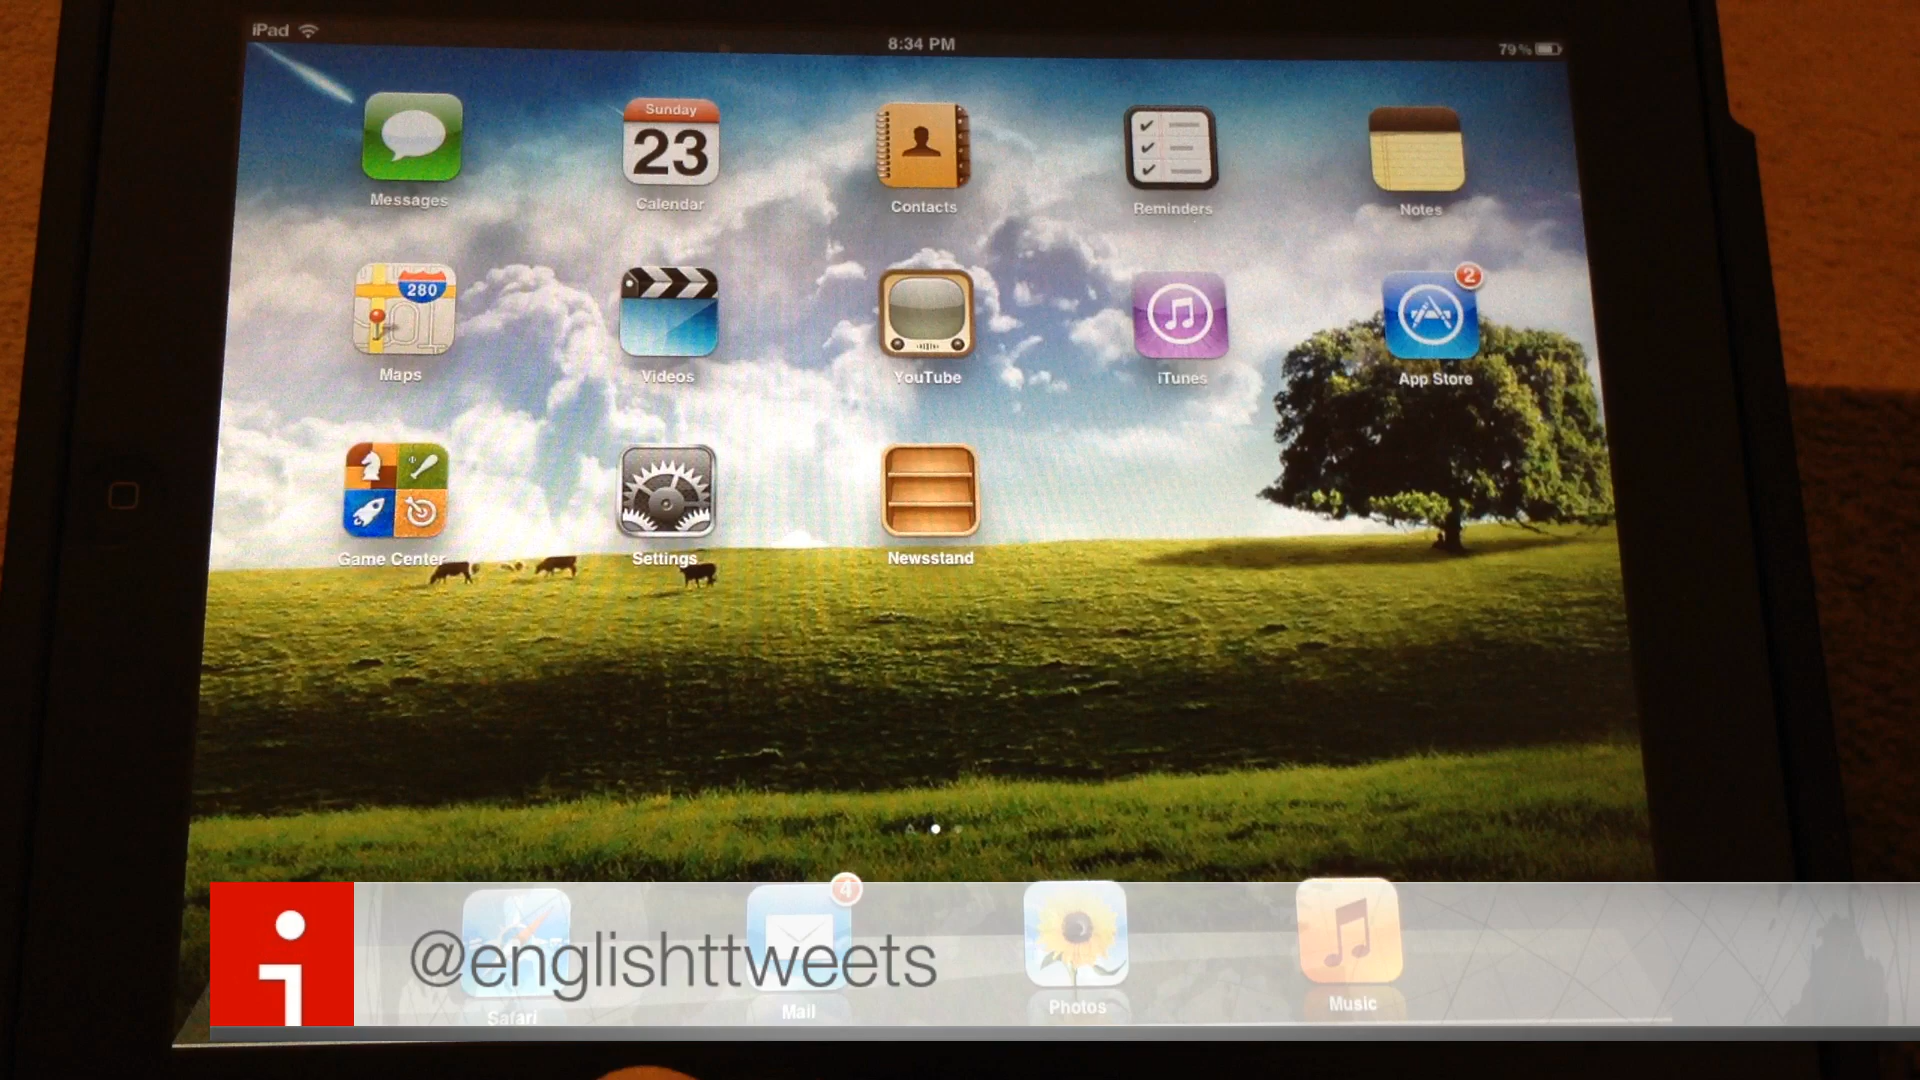 iPad
8:34 PM
79%
Sunday
23
Messages
Calendar
Contacts
Reminders
Notes
280
2
Maps
Videos
YouTube
iTunes
App Store
Game Center
Settings
Newsstand
4
@englishttweets
Safari
Mail
Photos
Music